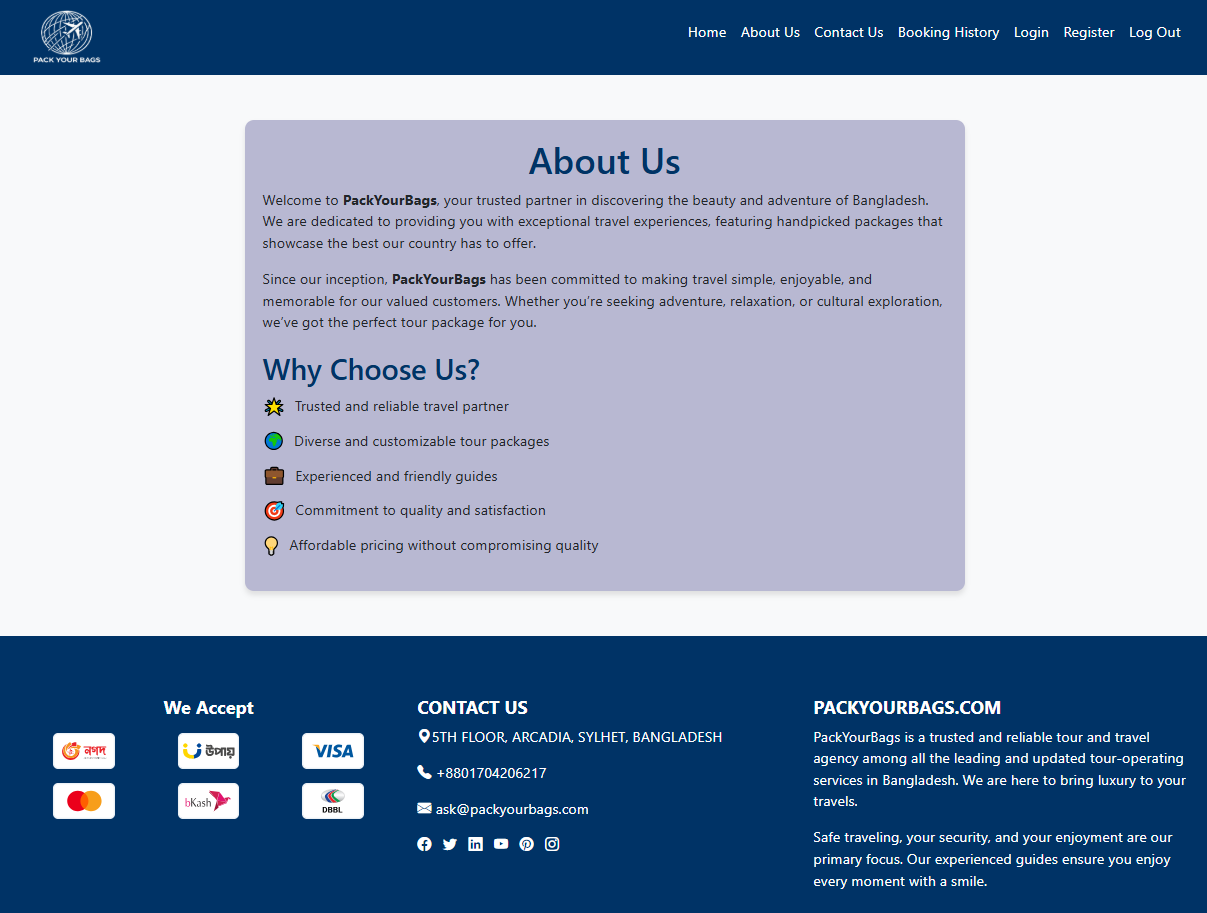 PACK YOUR BAGS
Home About Us Contact Us Booking History Login Register Log Out
About Us
Welcome to PackYourBags, your trusted partner in discovering the beauty and adventure of Bangladesh.
We are dedicated to providing you with exceptional travel experiences, featuring handpicked packages that
showcase the best our country has to offer.
Since our inception, PackYourBags has been committed to making travel simple, enjoyable, and
memorable for our valued customers. Whether you’re seeking adventure, relaxation, or cultural exploration,
we’ve got the perfect tour package for you.
Why Choose Us?
Trusted and reliable travel partner
Diverse and customizable tour packages
Experienced and friendly guides
Commitment to quality and satisfaction
Affordable pricing without compromising quality
We Accept
নগদ
উপায়
VISA
bKash
DBBL
CONTACT US
5TH FLOOR, ARCADIA, SYLHET, BANGLADESH
+8801704206217
ask@packyourbags.com
PACKYOURBAGS.COM
PackYourBags is a trusted and reliable tour and travel
agency among all the leading and updated tour-operating
services in Bangladesh. We are here to bring luxury to your
travels.
Safe traveling, your security, and your enjoyment are our
primary focus. Our experienced guides ensure you enjoy
every moment with a smile.